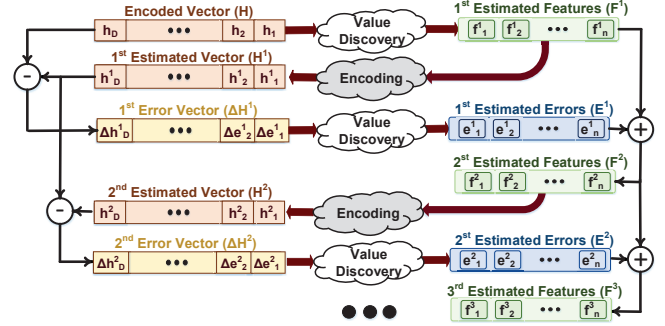 Encoded Vector (H)
h_D ••• h_2 h_1
Value Discovery
1st Estimated Features (F^1)
f^1_1 f^1_2 ••• f^1_n
1st Estimated Vector (H^1)
h^1_D ••• h^1_2 h^1_1
Encoding
-
1st Error Vector (ΔH^1)
Δh^1_D ••• Δe^1_2 Δe^1_1
Value Discovery
1st Estimated Errors (E^1)
e^1_1 e^1_2 ••• e^1_n
+
2st Estimated Features (F^2)
f^2_1 f^2_2 ••• f^2_n
2nd Estimated Vector (H^2)
h^2_D ••• h^2_2 h^2_1
Encoding
-
2nd Error Vector (ΔH^2)
Δh^2_D ••• Δe^2_2 Δe^2_1
Value Discovery
2st Estimated Errors (E^2)
e^2_1 e^2_2 ••• e^2_n
+
3rd Estimated Features (F^3)
f^3_1 f^3_2 ••• f^3_n
•••